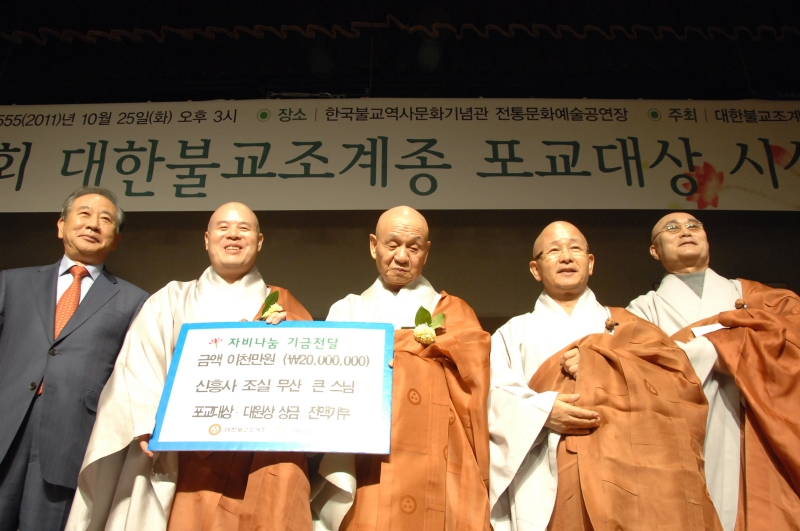 555(2011)년 10월 25일(화) 오후 3시 장소 | 한국불교역사문화기념관 전통문화예술공연장 주최 | 대한불교조계
회 대한불교조계종 포교대상 시
자비나눔 기금전달
금액 이천만원 (₩20,000,000)
신흥사 조실 무산 큰 스님
포교대상 · 대원상 상금 전액기부